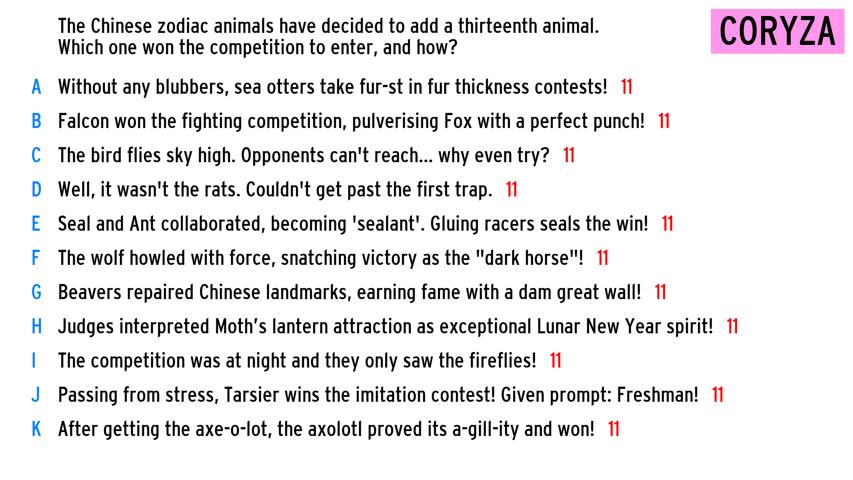 The Chinese zodiac animals have decided to add a thirteenth animal.
Which one won the competition to enter, and how?
CORYZA
A Without any blubbers, sea otters take fur-st in fur thickness contests! 11
B Falcon won the fighting competition, pulverising Fox with a perfect punch! 11
C The bird flies sky high. Opponents can't reach... why even try? 11
D Well, it wasn't the rats. Couldn't get past the first trap. 11
E Seal and Ant collaborated, becoming 'sealant'. Gluing racers seals the win! 11
F The wolf howled with force, snatching victory as the "dark horse"! 11
G Beavers repaired Chinese landmarks, earning fame with a dam great wall! 11
H Judges interpreted Moth's lantern attraction as exceptional Lunar New Year spirit! 11
I The competition was at night and they only saw the fireflies! 11
J Passing from stress, Tarsier wins the imitation contest! Given prompt: Freshman! 11
K After getting the axe-o-lot, the axolotl proved its a-gill-ity and won! 11